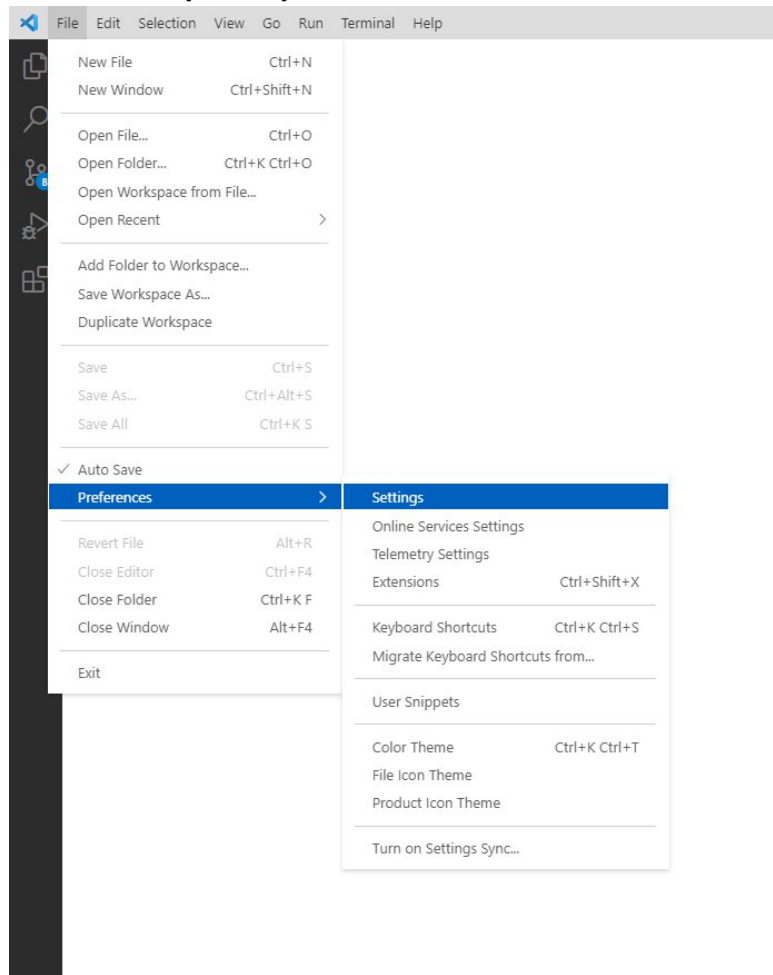 File Edit Selection View Go Run Terminal Help
New File Ctrl+N
New Window Ctrl+Shift+N
Open File... Ctrl+O
Open Folder... Ctrl+K Ctrl+O
Open Workspace from File...
Open Recent
Add Folder to Workspace...
Save Workspace As...
Duplicate Workspace
Save Ctrl+S
Save As... Ctrl+Alt+S
Save All Ctrl+K S
Auto Save
Preferences
Revert File Alt+R
Close Editor Ctrl+F4
Close Folder Ctrl+K F
Close Window Alt+F4
Exit
Settings
Online Services Settings
Telemetry Settings
Extensions Ctrl+Shift+X
Keyboard Shortcuts Ctrl+K Ctrl+S
Migrate Keyboard Shortcuts from...
User Snippets
Color Theme Ctrl+K Ctrl+T
File Icon Theme
Product Icon Theme
Turn on Settings Sync...
8